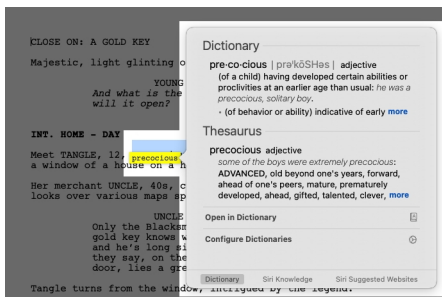 CLOSE ON: A GOLD KEY
Majestic, light glinting o
YOUNG
And what is the
will it open?
INT. HOME - DAY
Meet TANGLE, 12, precocious
a window of a house on a h
Her merchant UNCLE, 40s, c
looks over various maps sp
UNCLE
Only the Blacksm
gold key knows w
and he's long si
they say, on the
door, lies a gre
Tangle turns from the window, intrigued by the legend.
Dictionary
pre·co·cious | prəˈkōSHəs | adjective
(of a child) having developed certain abilities or
proclivities at an earlier age than usual: he was a
precocious, solitary boy.
• (of behavior or ability) indicative of early more
Thesaurus
precocious adjective
some of the boys were extremely precocious:
ADVANCED, old beyond one's years, forward,
ahead of one's peers, mature, prematurely
developed, ahead, gifted, talented, clever, more
Open in Dictionary
Configure Dictionaries
Dictionary Siri Knowledge Siri Suggested Websites